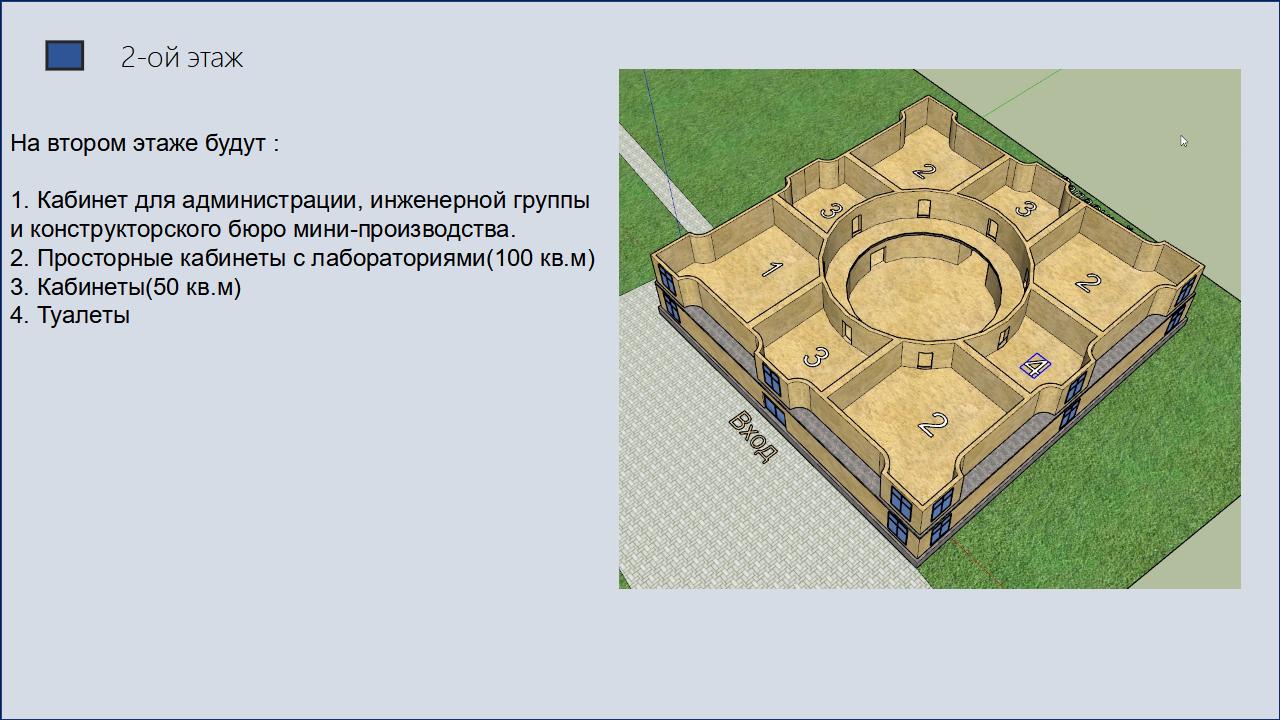 2-ой этаж
На втором этаже будут :
1. Кабинет для администрации, инженерной группы
и конструкторского бюро мини-производства.
2. Просторные кабинеты с лабораториями(100 кв.м)
3. Кабинеты(50 кв.м)
4. Туалеты
2
3
3
1
2
3
4
2
Вход